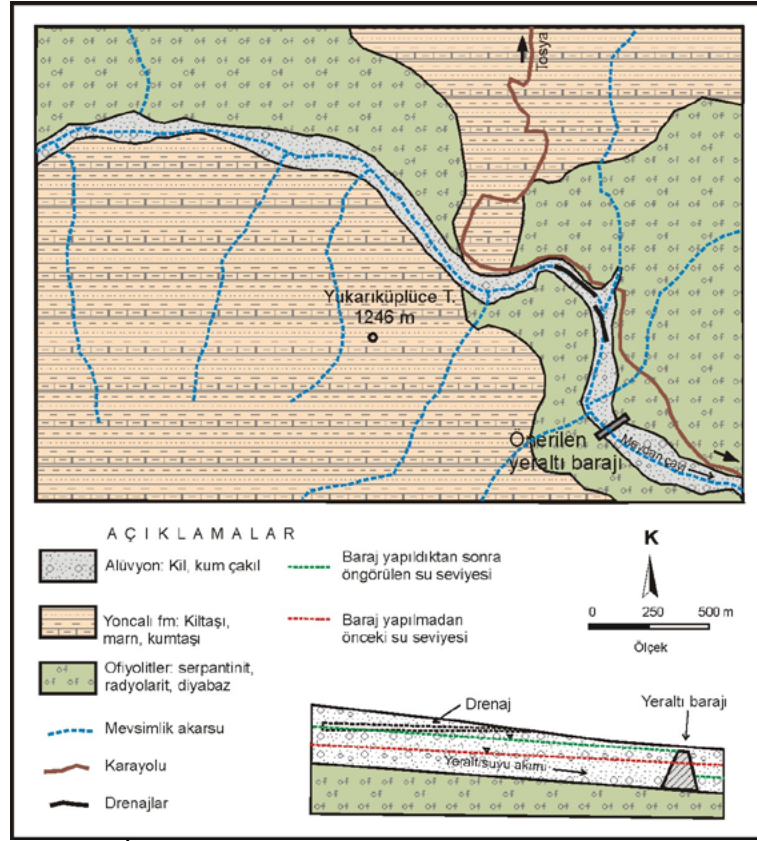 Tosya
Yukarıküplüce T.
1246 m
Önerilen
yeraltı barajı
AÇIKLAMALAR
Alüvyon: Kil, kum çakıl
Yoncalı fm: Kiltaşı,
marn, kumtaşı
Ofiyolitler: serpantinit,
radyolarit, diyabaz
Mevsimlik akarsu
Karayolu
Drenajlar
Baraj yapıldıktan sonra
öngörülen su seviyesi
Baraj yapılmadan
önceki su seviyesi
K
0 250 500 m
Ölçek
Drenaj
Yeraltı barajı
Yeraltısuyu akımı